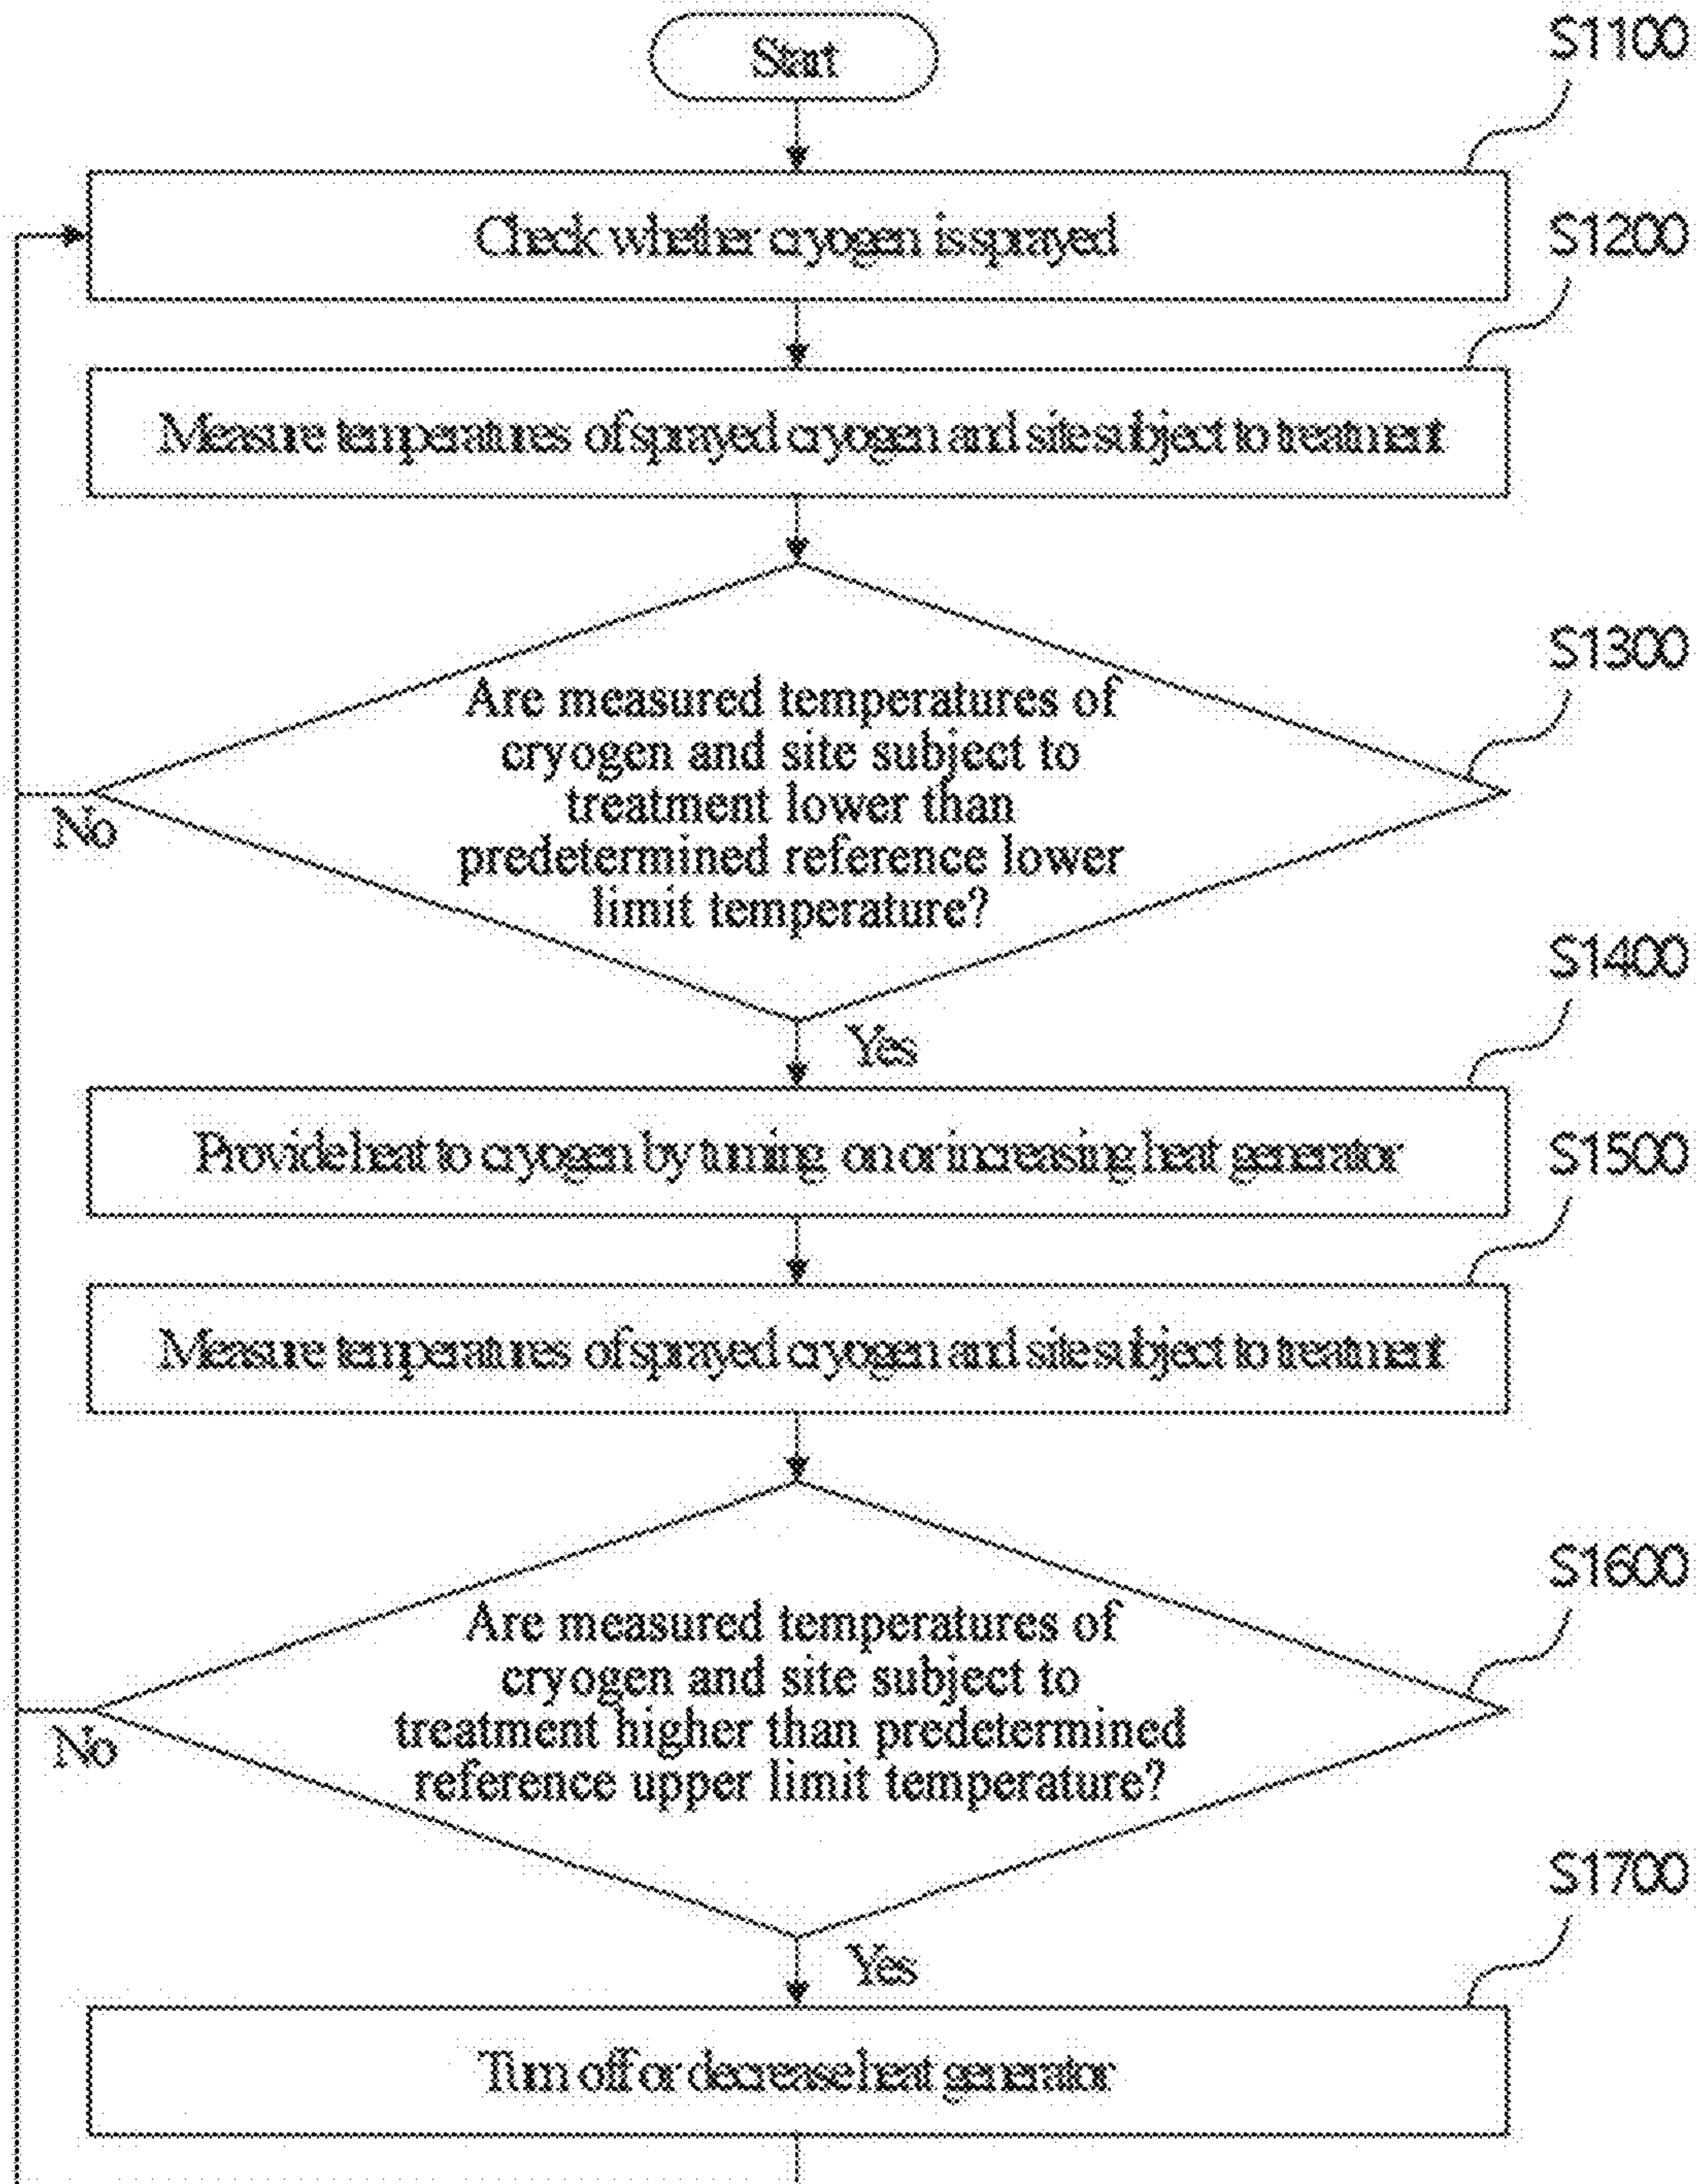 Start
S1100
Check whether cryogen is sprayed
S1200
Measure temperatures of sprayed cryogen and site subject to treatment
S1300
Are measured temperatures of
cryogen and site subject to
treatment lower than
predetermined reference lower
limit temperature?
No
Yes
S1400
Provide heat to cryogen by turning on or increasing heat generator
S1500
Measure temperatures of sprayed cryogen and site subject to treatment
S1600
Are measured temperatures of
cryogen and site subject to
treatment higher than predetermined
reference upper limit temperature?
No
Yes
S1700
Turn off or decrease heat generator